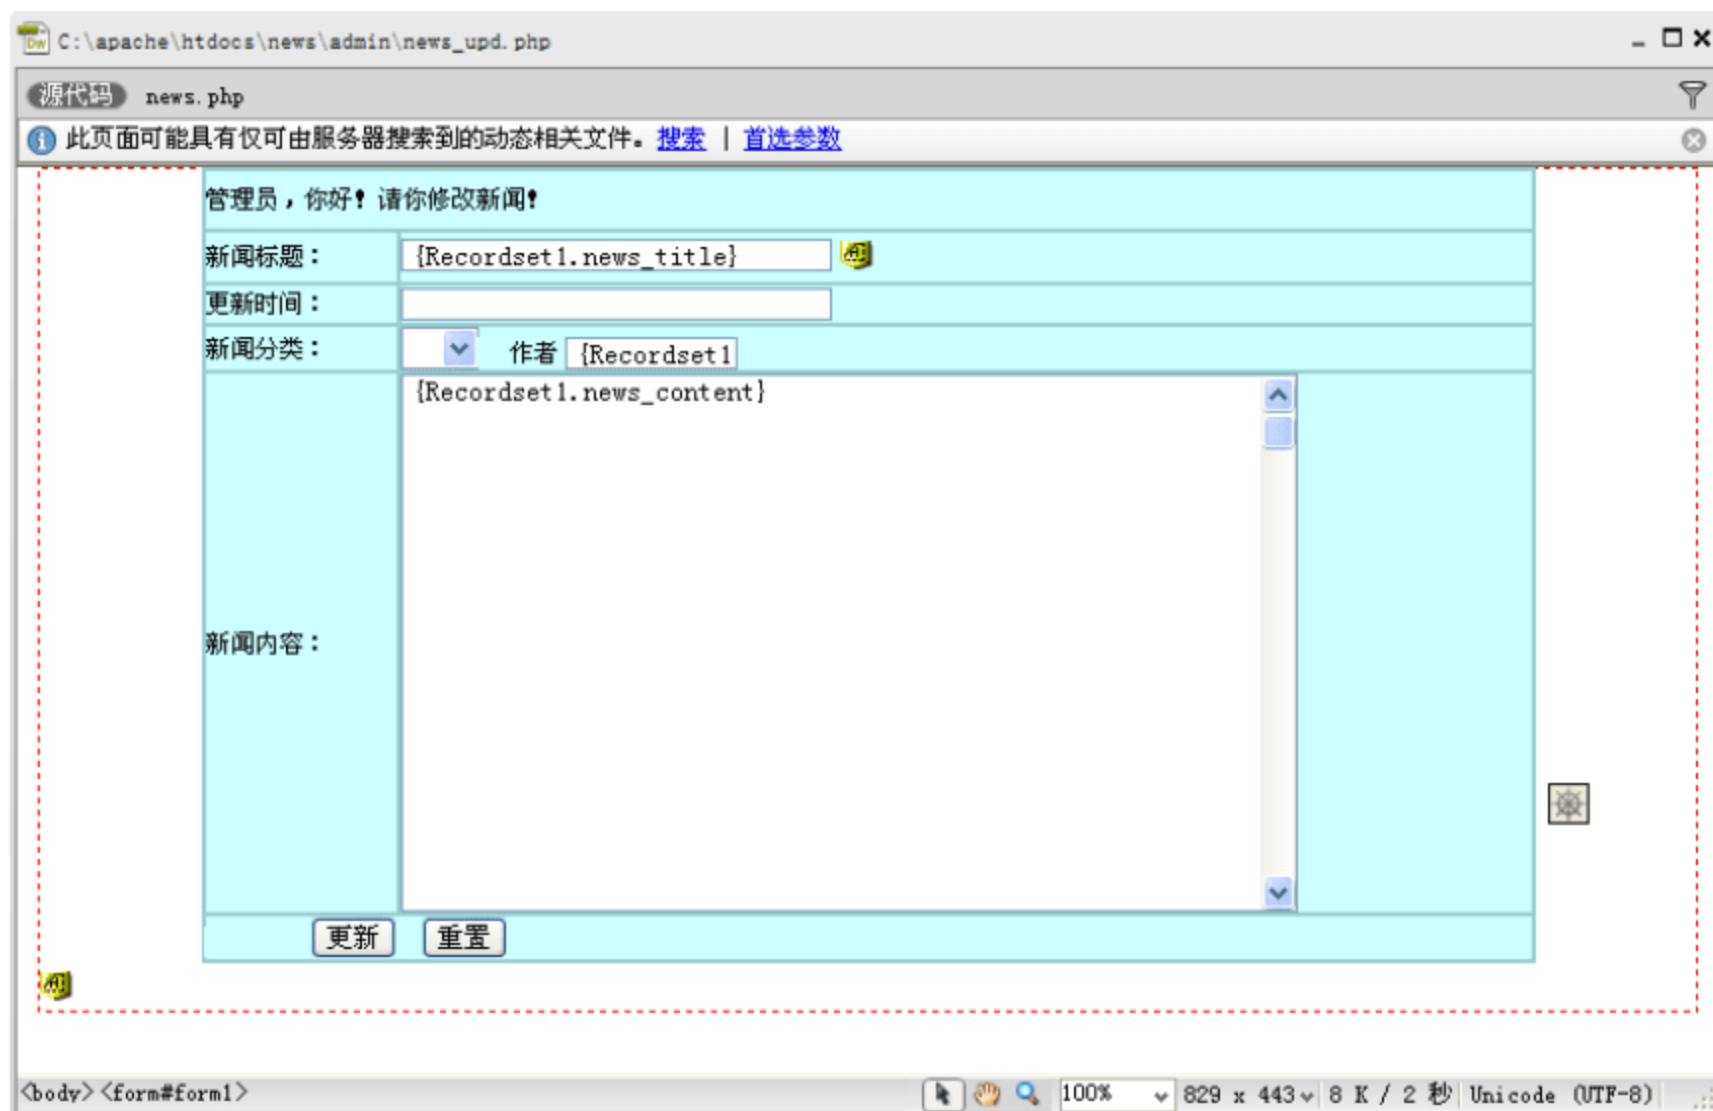 C:\apache\htdocs\news\admin\news_upd.php
源代码 news.php
此页面可能具有仅可由服务器搜索到的动态相关文件。搜索 | 首选参数
管理员，你好！请你修改新闻！
新闻标题： {Recordset1.news_title}
更新时间：
新闻分类： 作者 {Recordset1
{Recordset1.news_content}
新闻内容：
更新 重置
<body> <form#form1> 100% 829 x 443 8 K / 2 秒 Unicode (UTF-8)